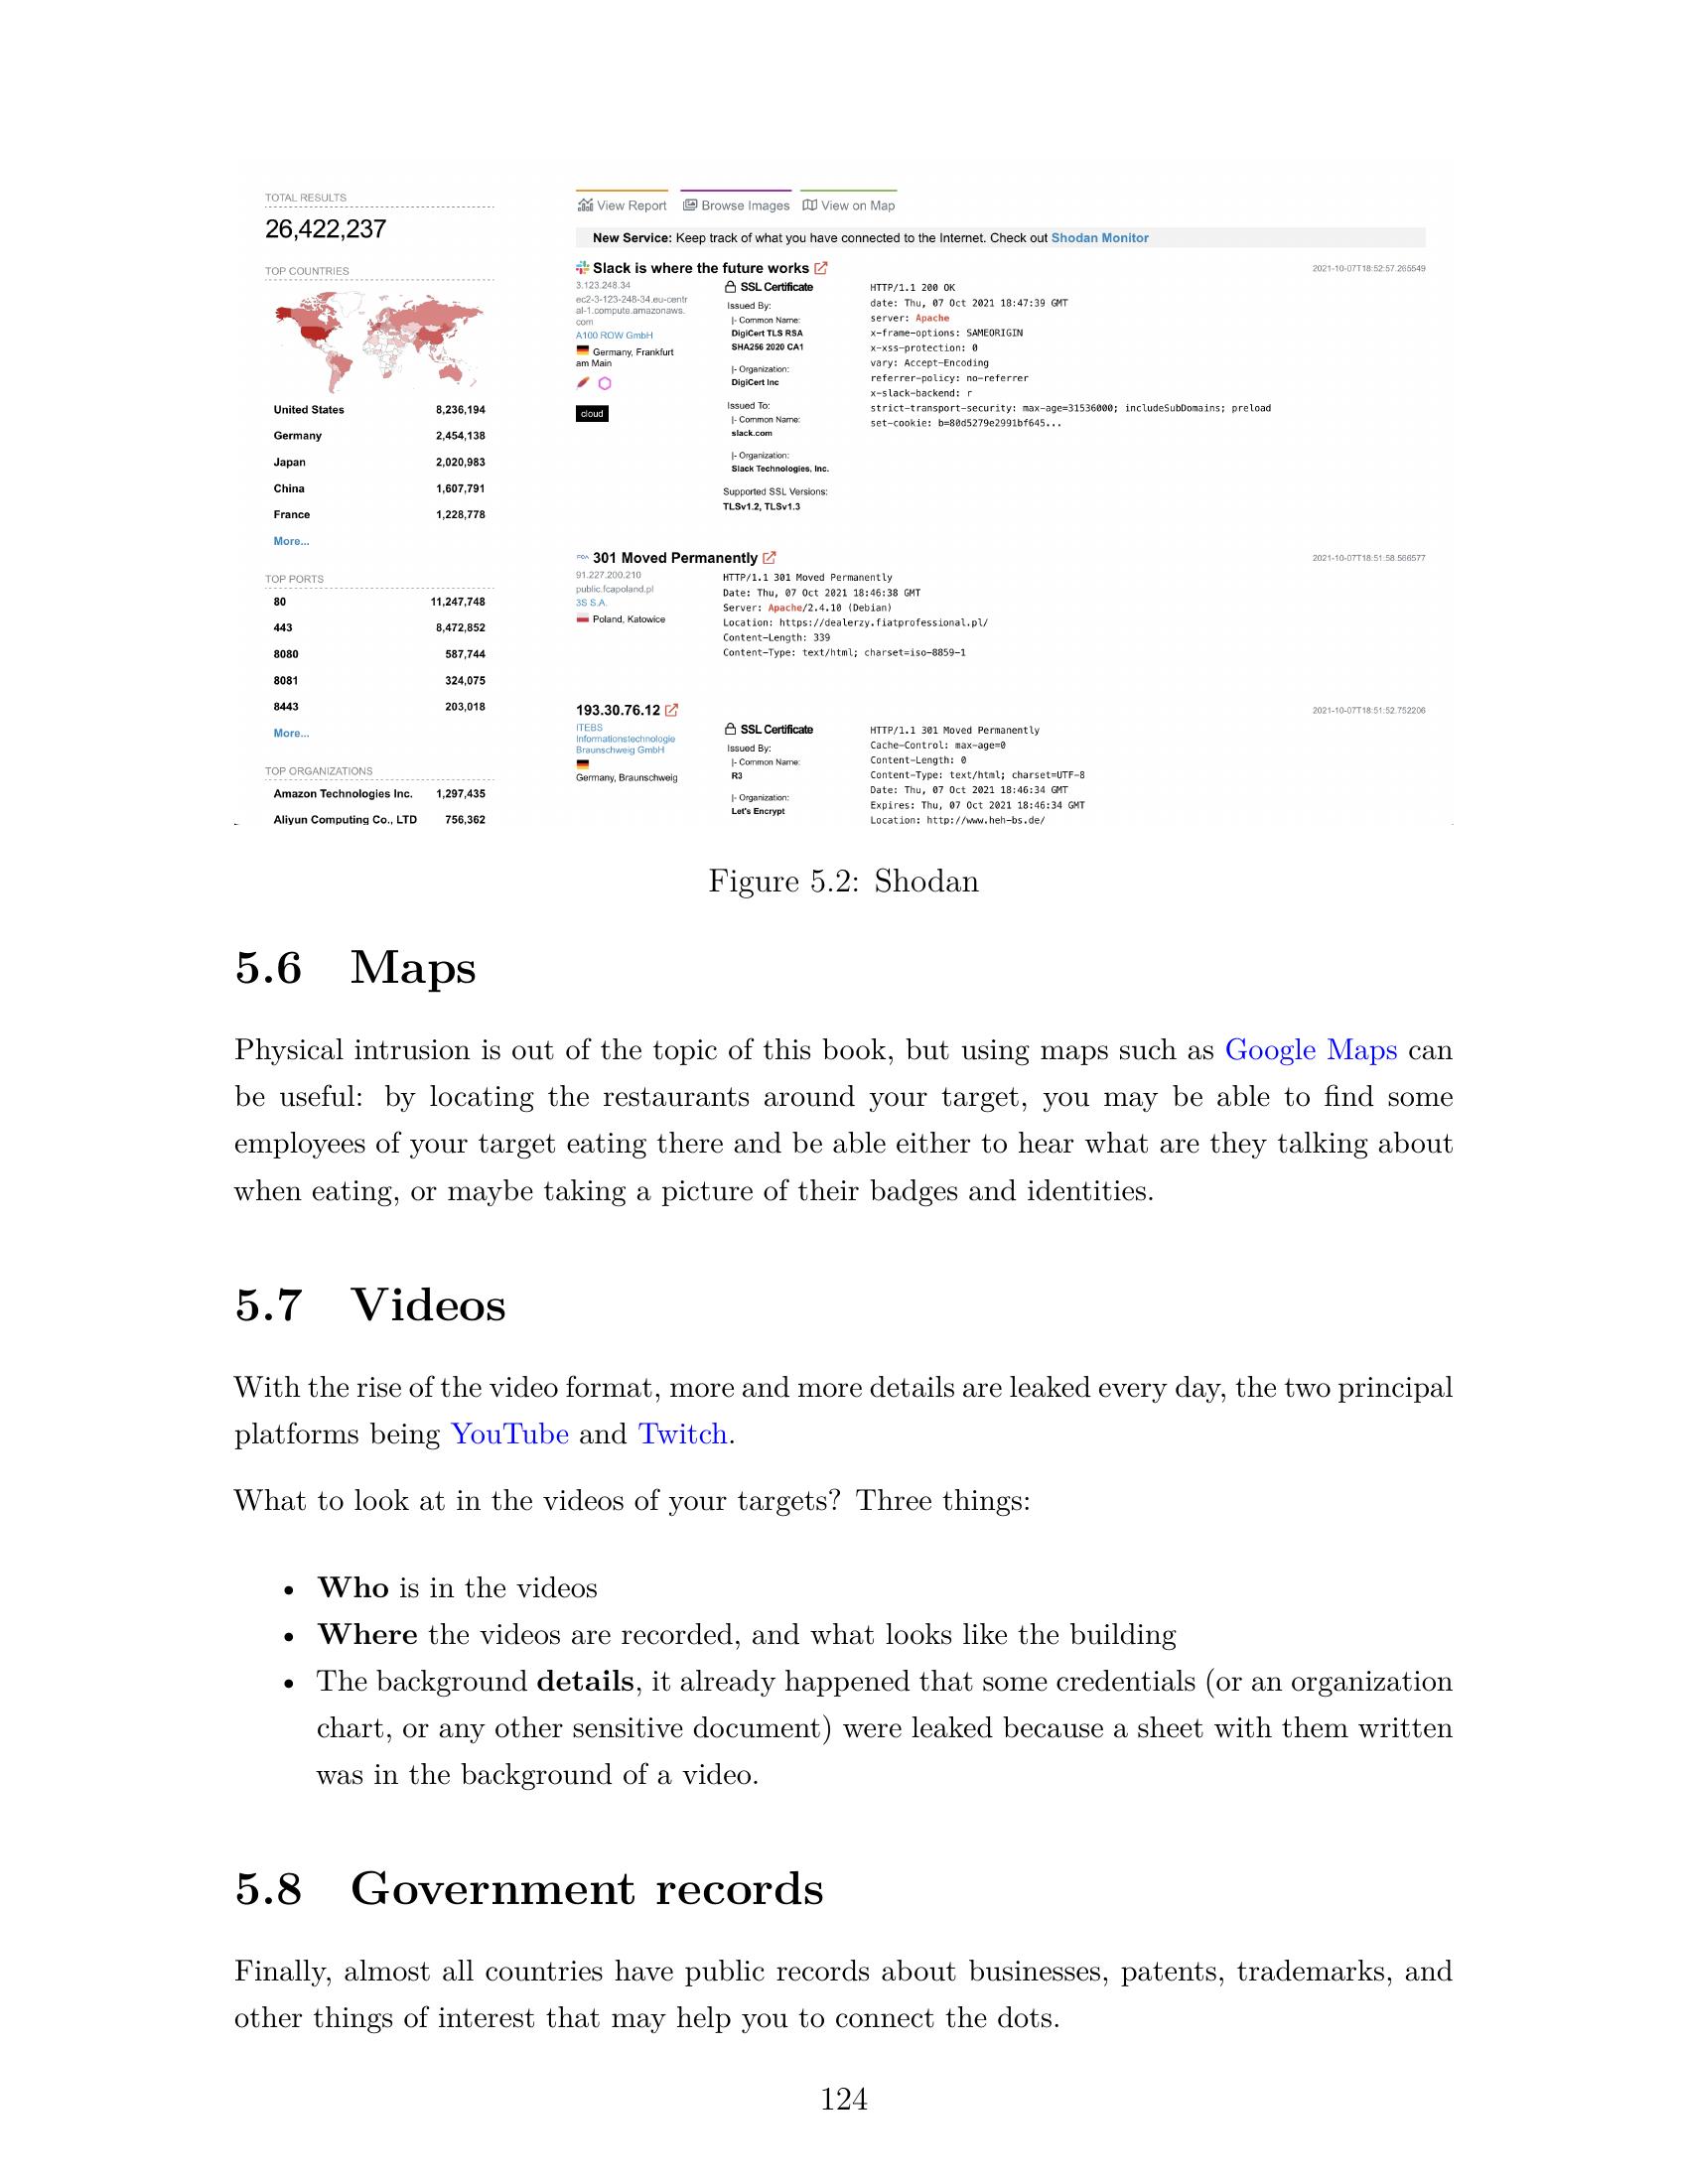 TOTAL RESULTS
26,422,237
TOP COUNTRIES
United States 8,236,194
Germany 2,454,138
Japan 2,020,983
China 1,607,791
France 1,228,778
More...
TOP PORTS
80 11,247,748
443 8,472,852
8080 587,744
8081 324,075
8443 203,018
More...
TOP ORGANIZATIONS
Amazon Technologies Inc. 1,297,435
Aliyun Computing Co., LTD 756,362
View Report Browse Images View on Map
New Service: Keep track of what you have connected to the Internet. Check out Shodan Monitor
Slack is where the future works
2021-10-07T18:52:57.265549
3.123.248.34
ec2-3-123-248-34.eu-centr
al-1.compute.amazonaws.
com
A100 ROW GmbH
Germany, Frankfurt
am Main
cloud
SSL Certificate
Issued By:
|- Common Name:
DigiCert TLS RSA
SHA256 2020 CA1
|- Organization:
DigiCert Inc
Issued To:
|- Common Name:
slack.com
|- Organization:
Slack Technologies, Inc.
Supported SSL Versions:
TLSv1.2, TLSv1.3
HTTP/1.1 200 OK
date: Thu, 07 Oct 2021 18:47:39 GMT
server: Apache
x-frame-options: SAMEORIGIN
x-xss-protection: 0
vary: Accept-Encoding
referrer-policy: no-referrer
x-slack-backend: r
strict-transport-security: max-age=31536000; includeSubDomains; preload
set-cookie: b=80d5279e2991bf645...
301 Moved Permanently
2021-10-07T18:51:58.566577
91.227.200.210
public.fcapoland.pl
3S S.A.
Poland, Katowice
HTTP/1.1 301 Moved Permanently
Date: Thu, 07 Oct 2021 18:46:38 GMT
Server: Apache/2.4.10 (Debian)
Location: https://dealerzy.fiatprofessional.pl/
Content-Length: 339
Content-Type: text/html; charset=iso-8859-1
193.30.76.12
2021-10-07T18:51:52.752206
ITEBS
Informationstechnologie
Braunschweig GmbH
Germany, Braunschweig
SSL Certificate
Issued By:
|- Common Name:
R3
|- Organization:
Let's Encrypt
HTTP/1.1 301 Moved Permanently
Cache-Control: max-age=0
Content-Length: 0
Content-Type: text/html; charset=UTF-8
Date: Thu, 07 Oct 2021 18:46:34 GMT
Expires: Thu, 07 Oct 2021 18:46:34 GMT
Location: http://www.heh-bs.de/
Figure 5.2: Shodan
5.6 Maps
Physical intrusion is out of the topic of this book, but using maps such as Google Maps can
be useful: by locating the restaurants around your target, you may be able to find some
employees of your target eating there and be able either to hear what are they talking about
when eating, or maybe taking a picture of their badges and identities.
5.7 Videos
With the rise of the video format, more and more details are leaked every day, the two principal
platforms being YouTube and Twitch.
What to look at in the videos of your targets? Three things:
• Who is in the videos
• Where the videos are recorded, and what looks like the building
• The background details, it already happened that some credentials (or an organization
chart, or any other sensitive document) were leaked because a sheet with them written
was in the background of a video.
5.8 Government records
Finally, almost all countries have public records about businesses, patents, trademarks, and
other things of interest that may help you to connect the dots.
124